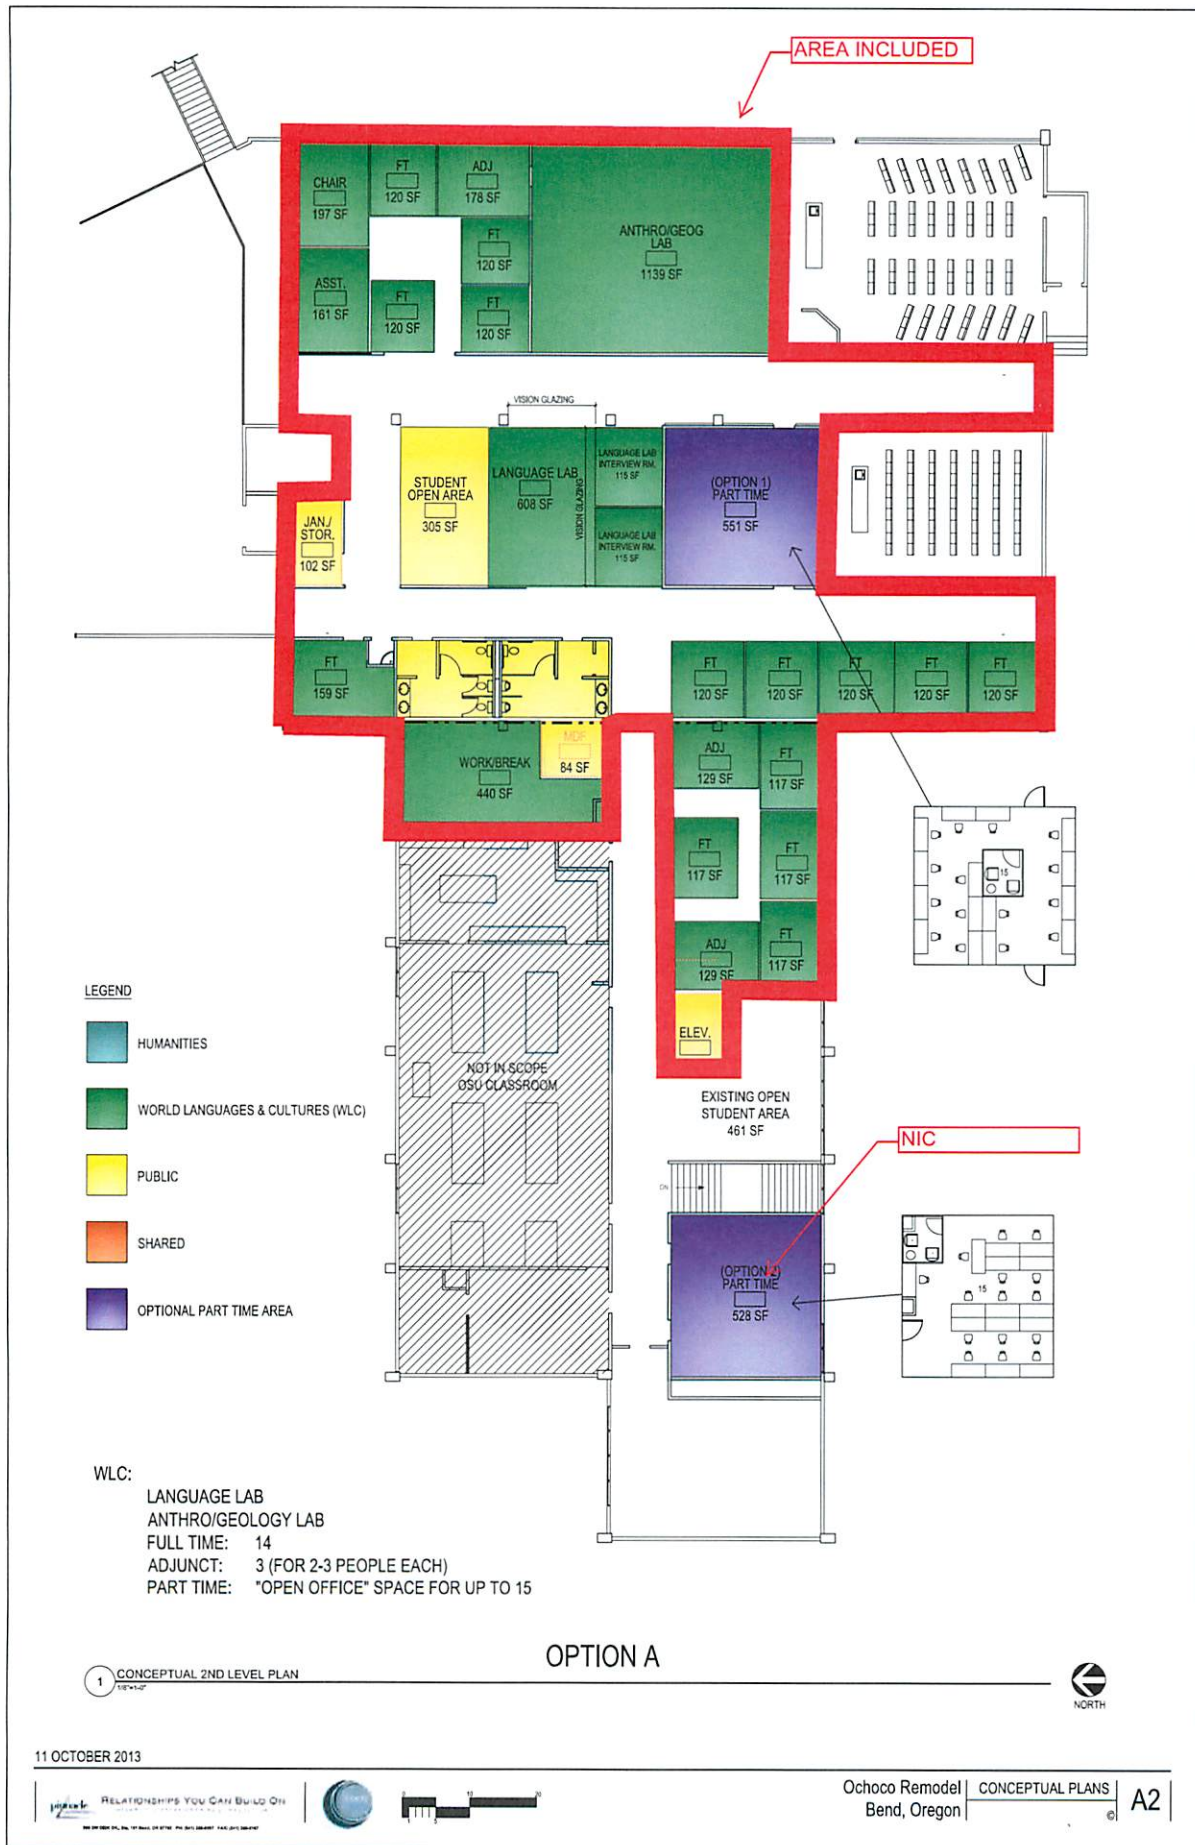 AREA INCLUDED
CHAIR
197 SF
FT
120 SF
ADJ
178 SF
FT
120 SF
ANTHRO/GEOG
LAB
1139 SF
ASST.
161 SF
FT
120 SF
FT
120 SF
VISION GLAZING
STUDENT
OPEN AREA
305 SF
LANGUAGE LAB
608 SF
VISION GLAZING
LANGUAGE LAB
INTERVIEW RM.
115 SF
LANGUAGE LAB
INTERVIEW RM.
115 SF
(OPTION 1)
PART TIME
551 SF
JAN./
STOR.
102 SF
FT
159 SF
FT
120 SF
FT
120 SF
FT
120 SF
FT
120 SF
FT
120 SF
WORK/BREAK
440 SF
MDF
84 SF
ADJ
129 SF
FT
117 SF
FT
117 SF
FT
117 SF
ADJ
129 SF
FT
117 SF
15
ELEV.
LEGEND
HUMANITIES
WORLD LANGUAGES & CULTURES (WLC)
PUBLIC
SHARED
OPTIONAL PART TIME AREA
NOT IN SCOPE
OSU CLASSROOM
EXISTING OPEN
STUDENT AREA
461 SF
NIC
DN
(OPTION 2)
PART TIME
528 SF
15
WLC:
LANGUAGE LAB
ANTHRO/GEOLOGY LAB
FULL TIME: 14
ADJUNCT: 3 (FOR 2-3 PEOPLE EACH)
PART TIME: "OPEN OFFICE" SPACE FOR UP TO 15
OPTION A
1 CONCEPTUAL 2ND LEVEL PLAN
1/8"=1'-0"
NORTH
11 OCTOBER 2013
pinnacle RELATIONSHIPS YOU CAN BUILD ON
Ochoco Remodel
Bend, Oregon
CONCEPTUAL PLANS
©
A2